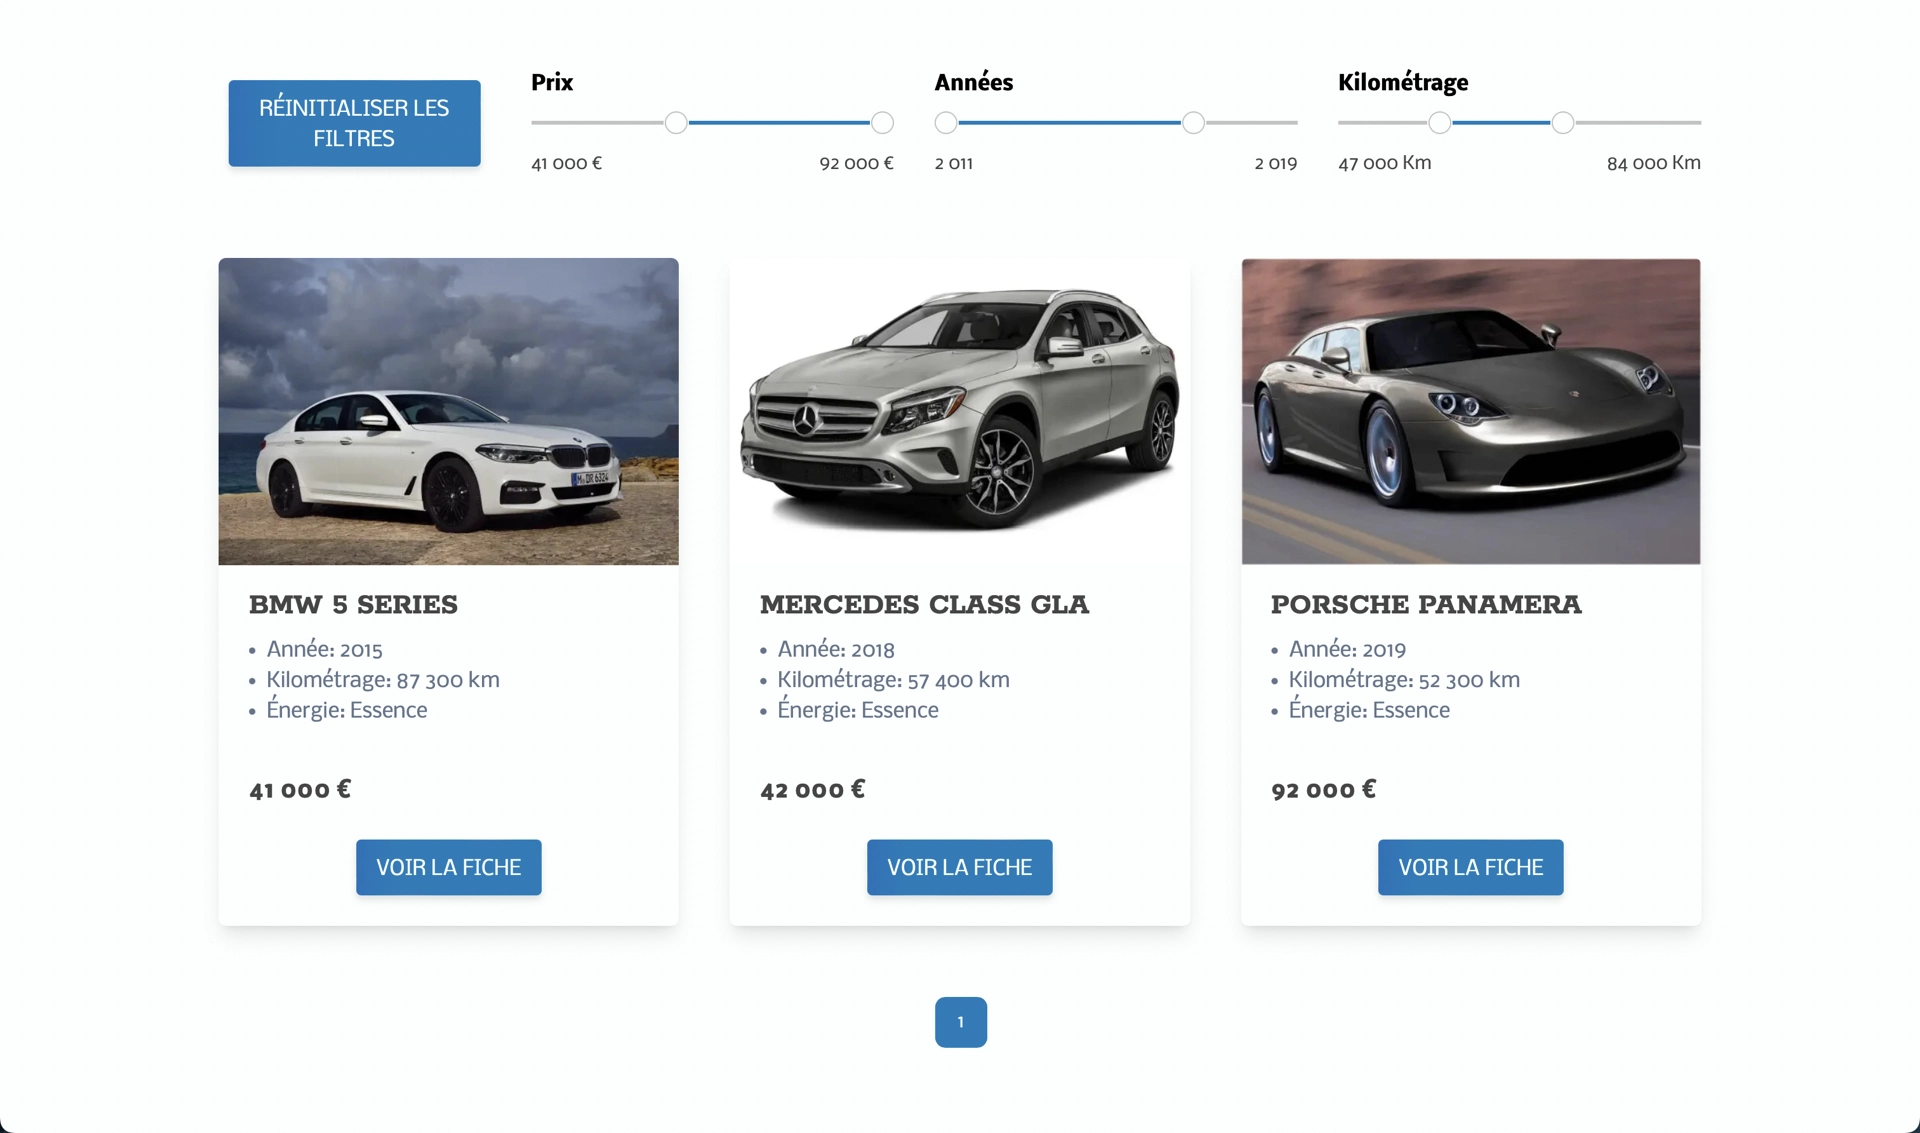 RÉINITIALISER LES
FILTRES
Prix
41 000 €
92 000 €
Années
2 011
2 019
Kilométrage
47 000 Km
84 000 Km
M·DR 6324
BMW 5 SERIES
• Année: 2015
• Kilométrage: 87 300 km
• Énergie: Essence
41 000 €
VOIR LA FICHE
MERCEDES CLASS GLA
• Année: 2018
• Kilométrage: 57 400 km
• Énergie: Essence
42 000 €
VOIR LA FICHE
PORSCHE PANAMERA
• Année: 2019
• Kilométrage: 52 300 km
• Énergie: Essence
92 000 €
VOIR LA FICHE
1